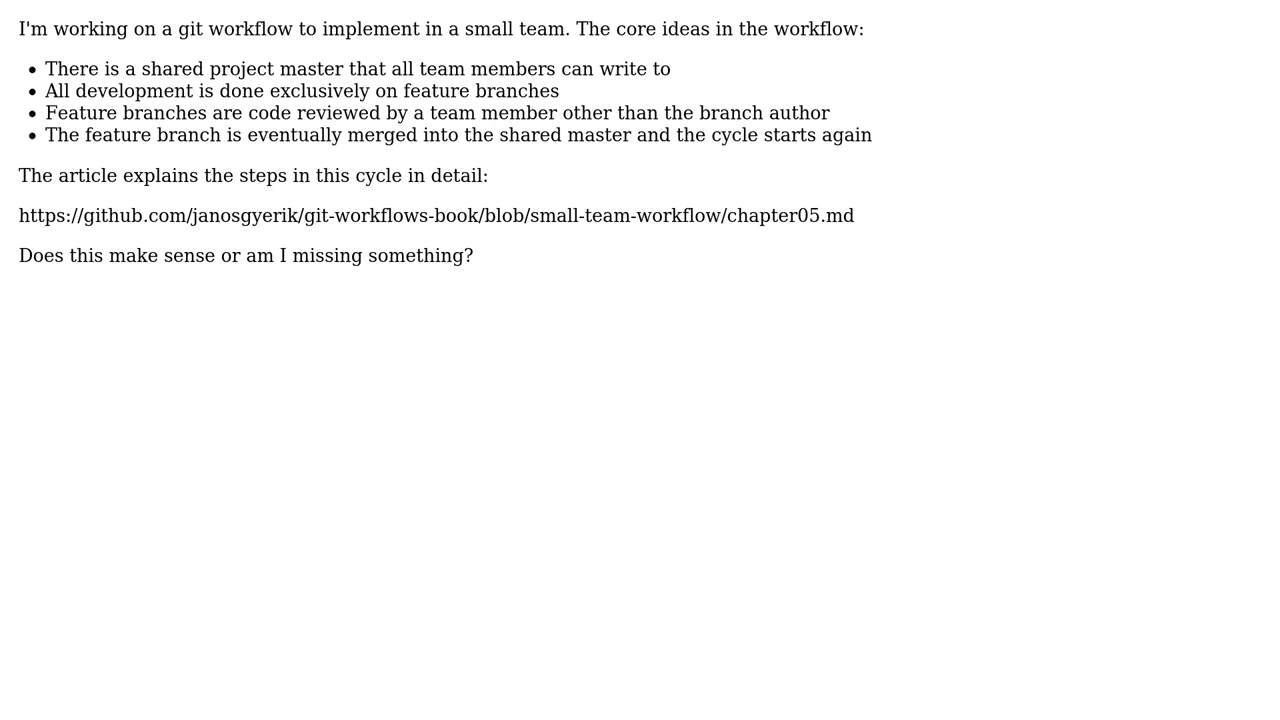 I'm working on a git workflow to implement in a small team. The core ideas in the workflow:
• There is a shared project master that all team members can write to
• All development is done exclusively on feature branches
• Feature branches are code reviewed by a team member other than the branch author
• The feature branch is eventually merged into the shared master and the cycle starts again
The article explains the steps in this cycle in detail:
https://github.com/janosgyerik/git-workflows-book/blob/small-team-workflow/chapter05.md
Does this make sense or am I missing something?